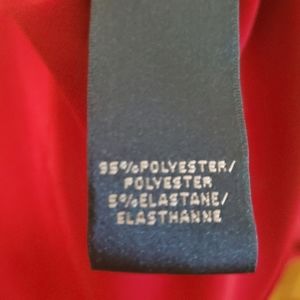 95%POLYESTER/
POLYESTER
5%ELASTANE/
ELASTHANNE